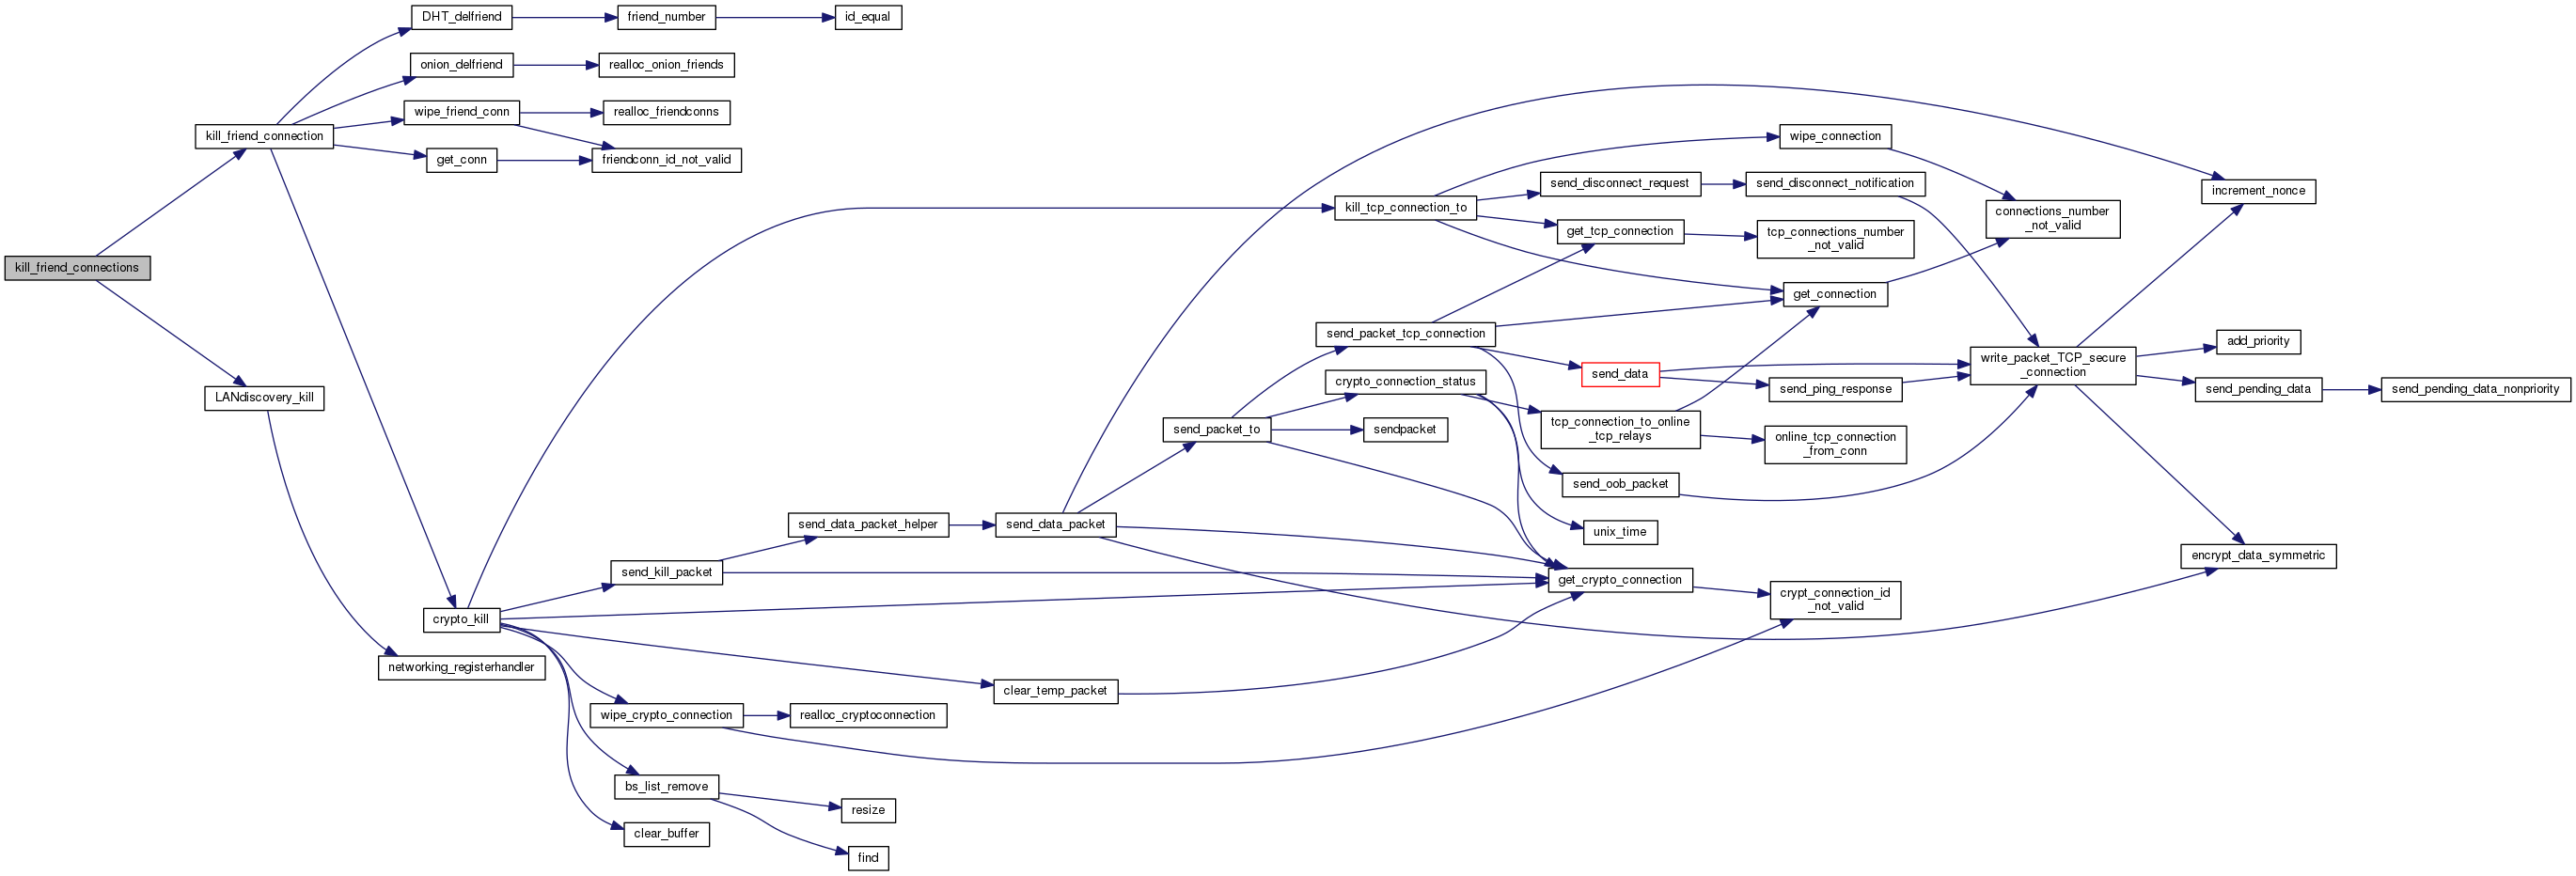 DHT_delfriend
friend_number
id_equal
onion_delfriend
realloc_onion_friends
wipe_friend_conn
realloc_friendconns
kill_friend_connection
get_conn
friendconn_id_not_valid
wipe_connection
send_disconnect_request
send_disconnect_notification
increment_nonce
kill_tcp_connection_to
connections_number
_not_valid
get_tcp_connection
tcp_connections_number
_not_valid
kill_friend_connections
get_connection
send_packet_tcp_connection
add_priority
write_packet_TCP_secure
_connection
send_data
crypto_connection_status
send_ping_response
send_pending_data
send_pending_data_nonpriority
LANdiscovery_kill
send_packet_to
sendpacket
tcp_connection_to_online
_tcp_relays
online_tcp_connection
_from_conn
send_oob_packet
send_data_packet_helper
send_data_packet
unix_time
encrypt_data_symmetric
send_kill_packet
get_crypto_connection
crypt_connection_id
_not_valid
crypto_kill
networking_registerhandler
clear_temp_packet
wipe_crypto_connection
realloc_cryptoconnection
bs_list_remove
resize
clear_buffer
find